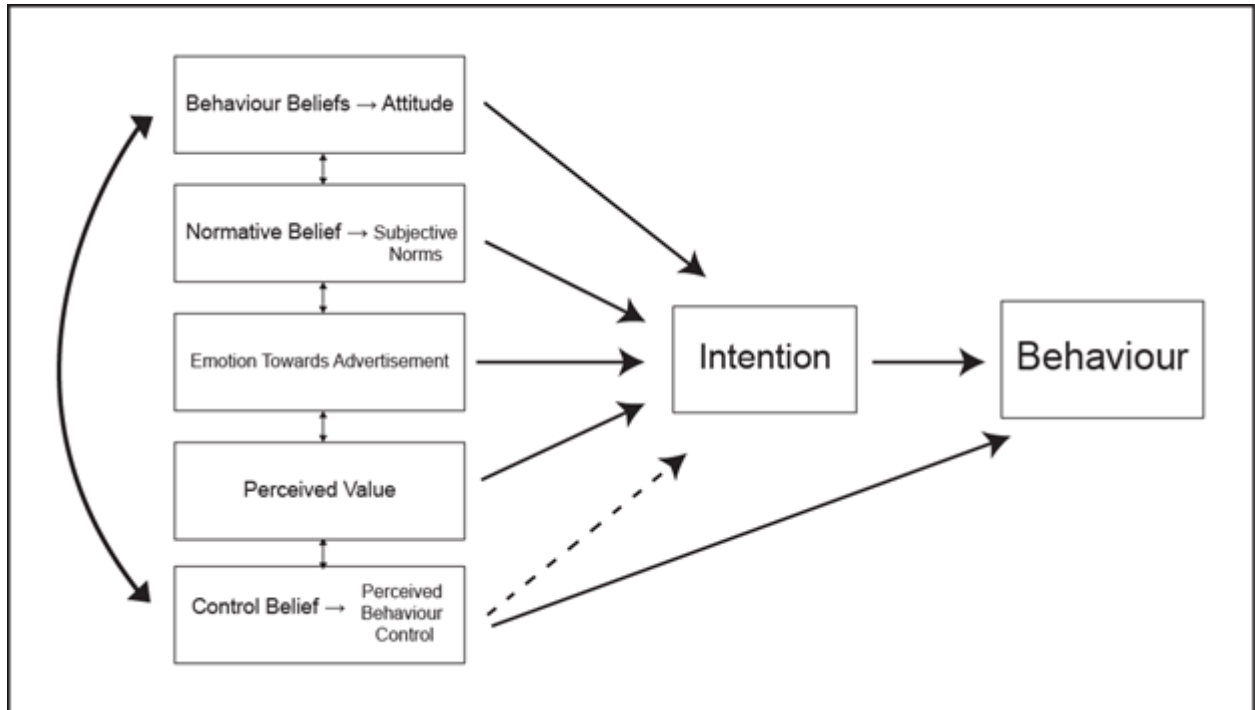 Behaviour Beliefs → Attitude
Normative Belief → Subjective
Norms
Emotion Towards Advertisement
Perceived Value
Control Belief → Perceived
Behaviour
Control
Intention
Behaviour